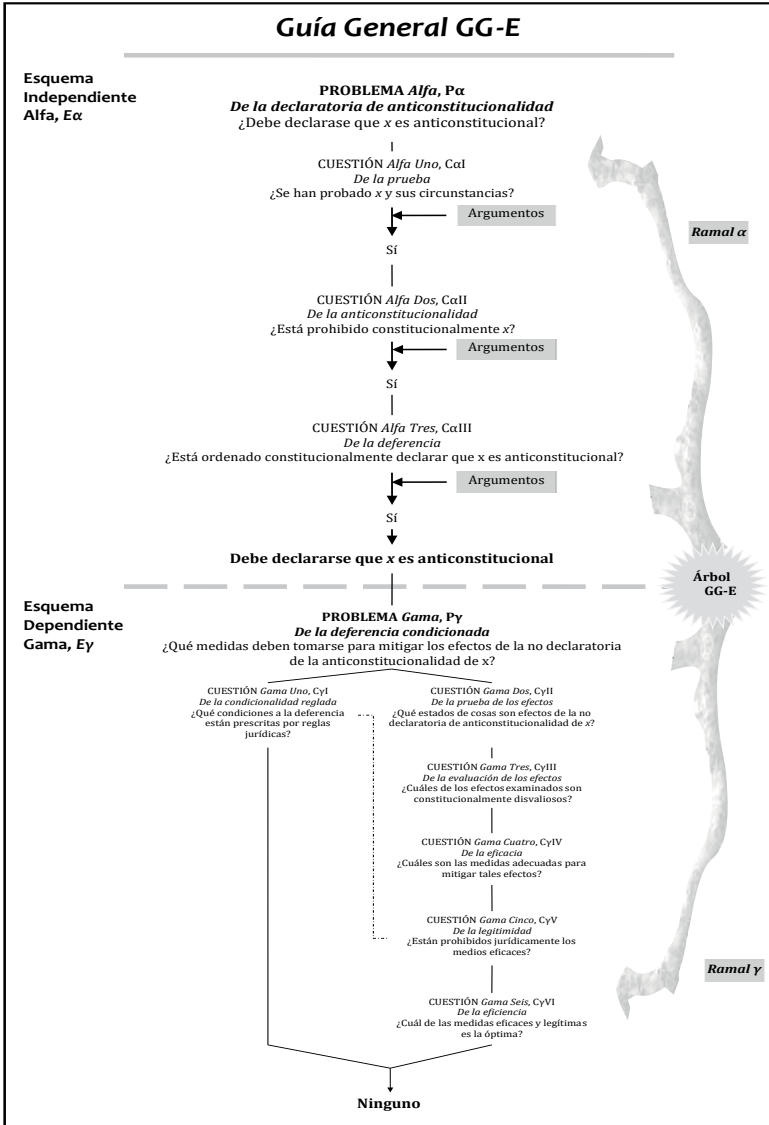 Guía General GG-E
Esquema
Independiente
Alfa, Eα
PROBLEMA Alfa, Pα
De la declaratoria de anticonstitucionalidad
¿Debe declarase que x es anticonstitucional?
CUESTIÓN Alfa Uno, CαI
De la prueba
¿Se han probado x y sus circunstancias?
Argumentos
Sí
Ramal α
CUESTIÓN Alfa Dos, CαII
De la anticonstitucionalidad
¿Está prohibido constitucionalmente x?
Argumentos
Sí
CUESTIÓN Alfa Tres, CαIII
De la deferencia
¿Está ordenado constitucionalmente declarar que x es anticonstitucional?
Argumentos
Sí
Debe declararse que x es anticonstitucional
Árbol
GG-E
Esquema
Dependiente
Gama, Eγ
PROBLEMA Gama, Pγ
De la deferencia condicionada
¿Qué medidas deben tomarse para mitigar los efectos de la no declaratoria
de la anticonstitucionalidad de x?
CUESTIÓN Gama Uno, CγI
De la condicionalidad reglada
¿Qué condiciones a la deferencia
están prescritas por reglas
jurídicas?
CUESTIÓN Gama Dos, CγII
De la prueba de los efectos
¿Qué estados de cosas son efectos de la no
declaratoria de anticonstitucionalidad de x?
CUESTIÓN Gama Tres, CγIII
De la evaluación de los efectos
¿Cuáles de los efectos examinados son
constitucionalmente disvaliosos?
CUESTIÓN Gama Cuatro, CγIV
De la eficacia
¿Cuáles son las medidas adecuadas para
mitigar tales efectos?
CUESTIÓN Gama Cinco, CγV
De la legitimidad
¿Están prohibidos jurídicamente los
medios eficaces?
Ramal γ
CUESTIÓN Gama Seis, CγVI
De la eficiencia
¿Cuál de las medidas eficaces y legítimas
es la óptima?
Ninguno